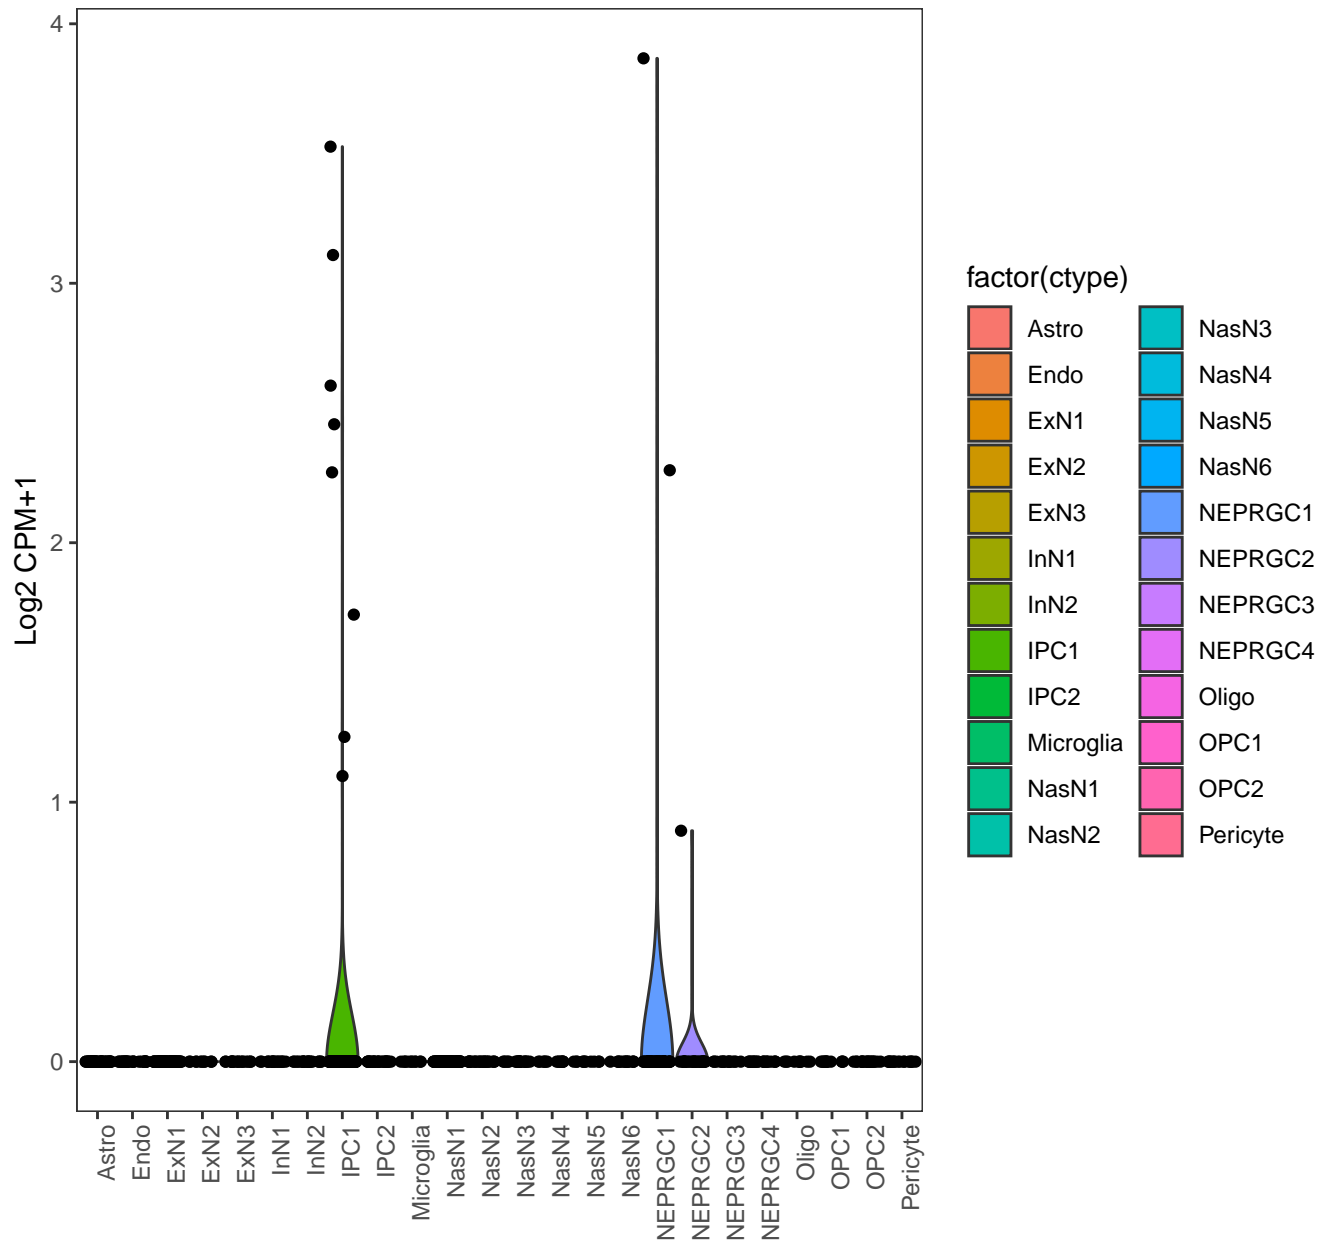 4
3
2
1
0
Log2 CPM+1
Astro
Endo
ExN1
ExN2
ExN3
InN1
InN2
IPC1
IPC2
Microglia
NasN1
NasN2
NasN3
NasN4
NasN5
NasN6
NEPRGC1
NEPRGC2
NEPRGC3
NEPRGC4
Oligo
OPC1
OPC2
Pericyte
factor(ctype)
Astro
Endo
ExN1
ExN2
ExN3
InN1
InN2
IPC1
IPC2
Microglia
NasN1
NasN2
NasN3
NasN4
NasN5
NasN6
NEPRGC1
NEPRGC2
NEPRGC3
NEPRGC4
Oligo
OPC1
OPC2
Pericyte